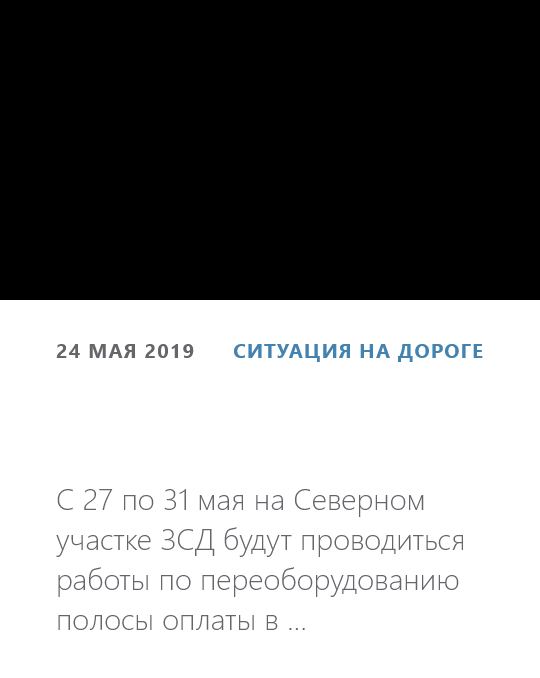 24 МАЯ 2019 СИТУАЦИЯ НА ДОРОГЕ
С 27 по 31 мая на Северном
участке ЗСД будут проводиться
работы по переоборудованию
полосы оплаты в ...